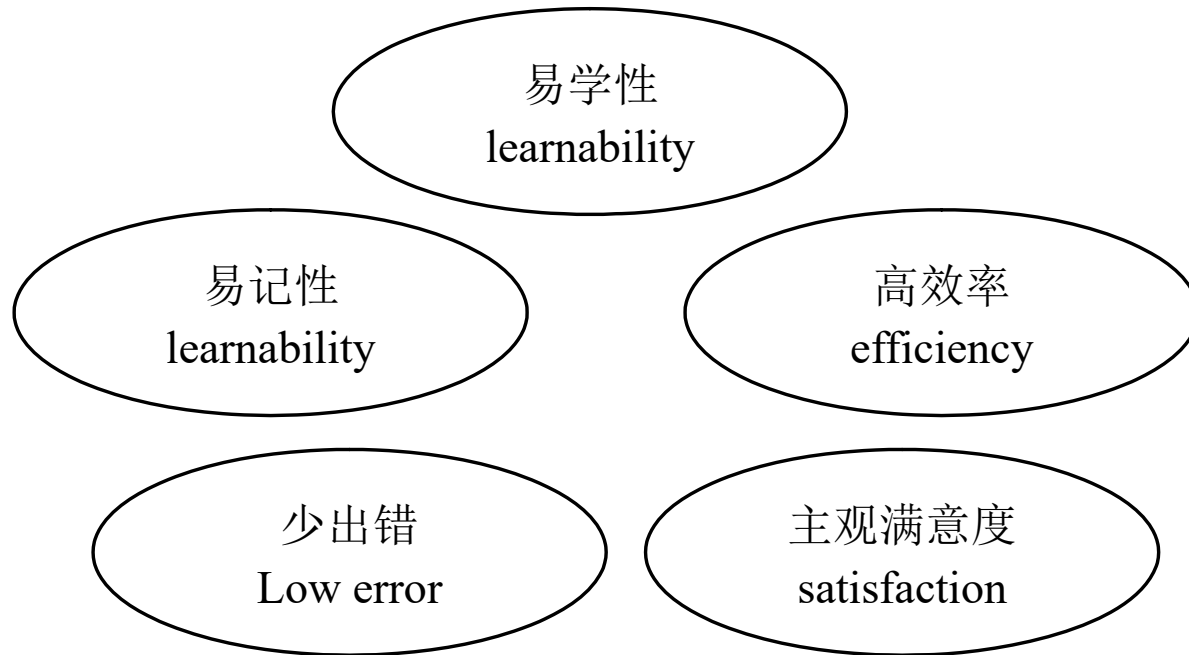 易学性
learnability
易记性
learnability
高效率
efficiency
少出错
Low error
主观满意度
satisfaction